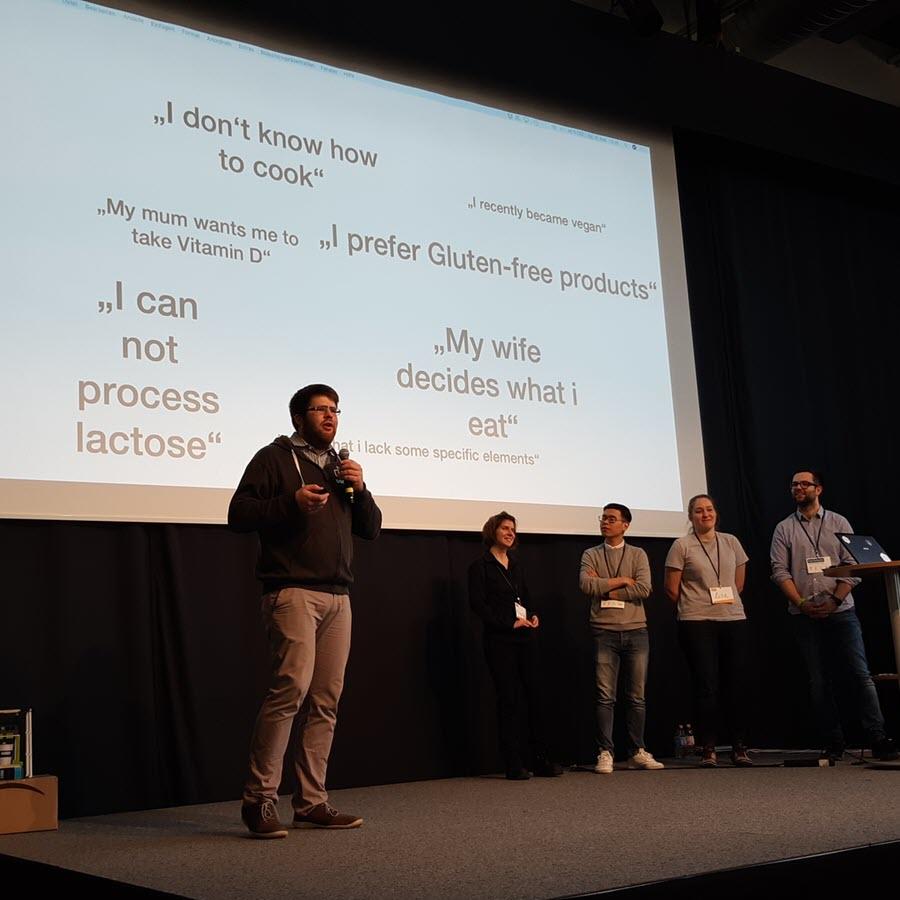 „I don‘t know how
to cook“
„I recently became vegan“
„My mum wants me to
take Vitamin D“
„I prefer Gluten-free products“
„I can
not
process
lactose“
„My wife
decides what i
eat“
i lack some specific elements“